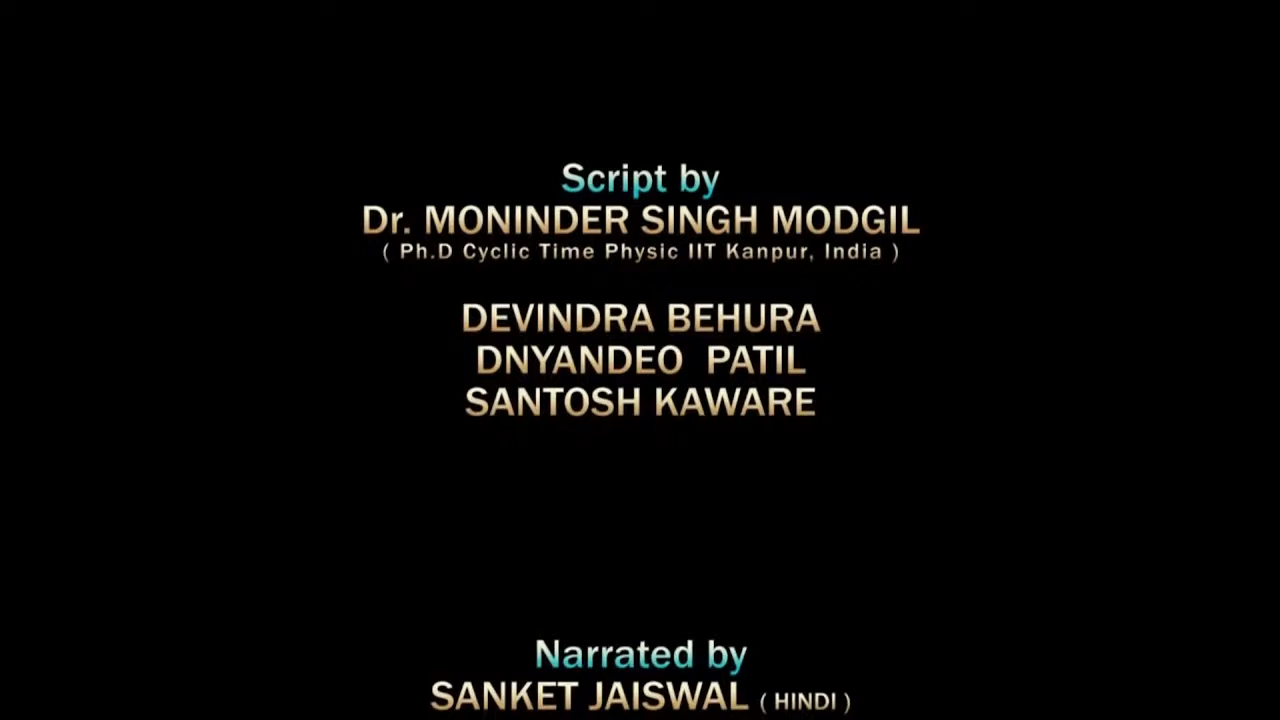 Script by
Dr. MONINDER SINGH MODGIL
( Ph.D Cyclic Time Physic IIT Kanpur, India )
DEVINDRA BEHURA
DNYANDEO PATIL
SANTOSH KAWARE
Narrated by
SANKET JAISWAL ( HINDI )